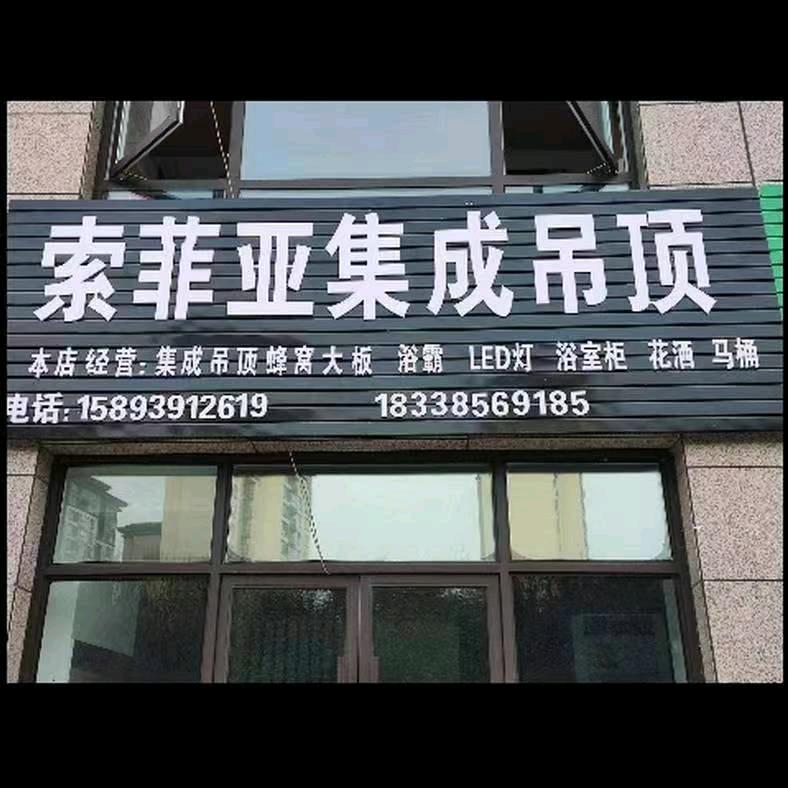 索菲亚集成吊顶
本店经营:集成吊顶蜂窝大板 浴霸 LED灯 浴室柜 花洒 马桶
电话:15893912619 18338569185